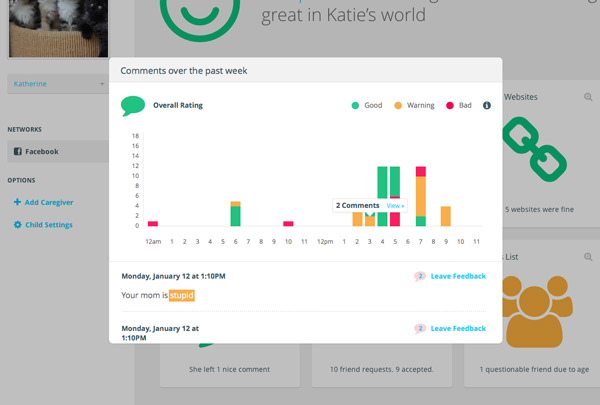 great in Katie's world
Katherine
NETWORKS
Facebook
OPTIONS
Add Caregiver
Child Settings
Comments over the past week
Overall Rating
Good
Warning
Bad
18
16
14
12
10
8
6
4
2
0
2 Comments View »
12am 1 2 3 4 5 6 7 8 9 10 11 12pm 1 2 3 4 5 6 7 8 9 10 11
Monday, January 12 at 1:10PM
2 Leave Feedback
Your mom is stupid
Monday, January 12 at
1:10PM
2 Leave Feedback
Websites
5 websites were fine
List
She left 1 nice comment
10 friend requests. 9 accepted.
1 questionable friend due to age